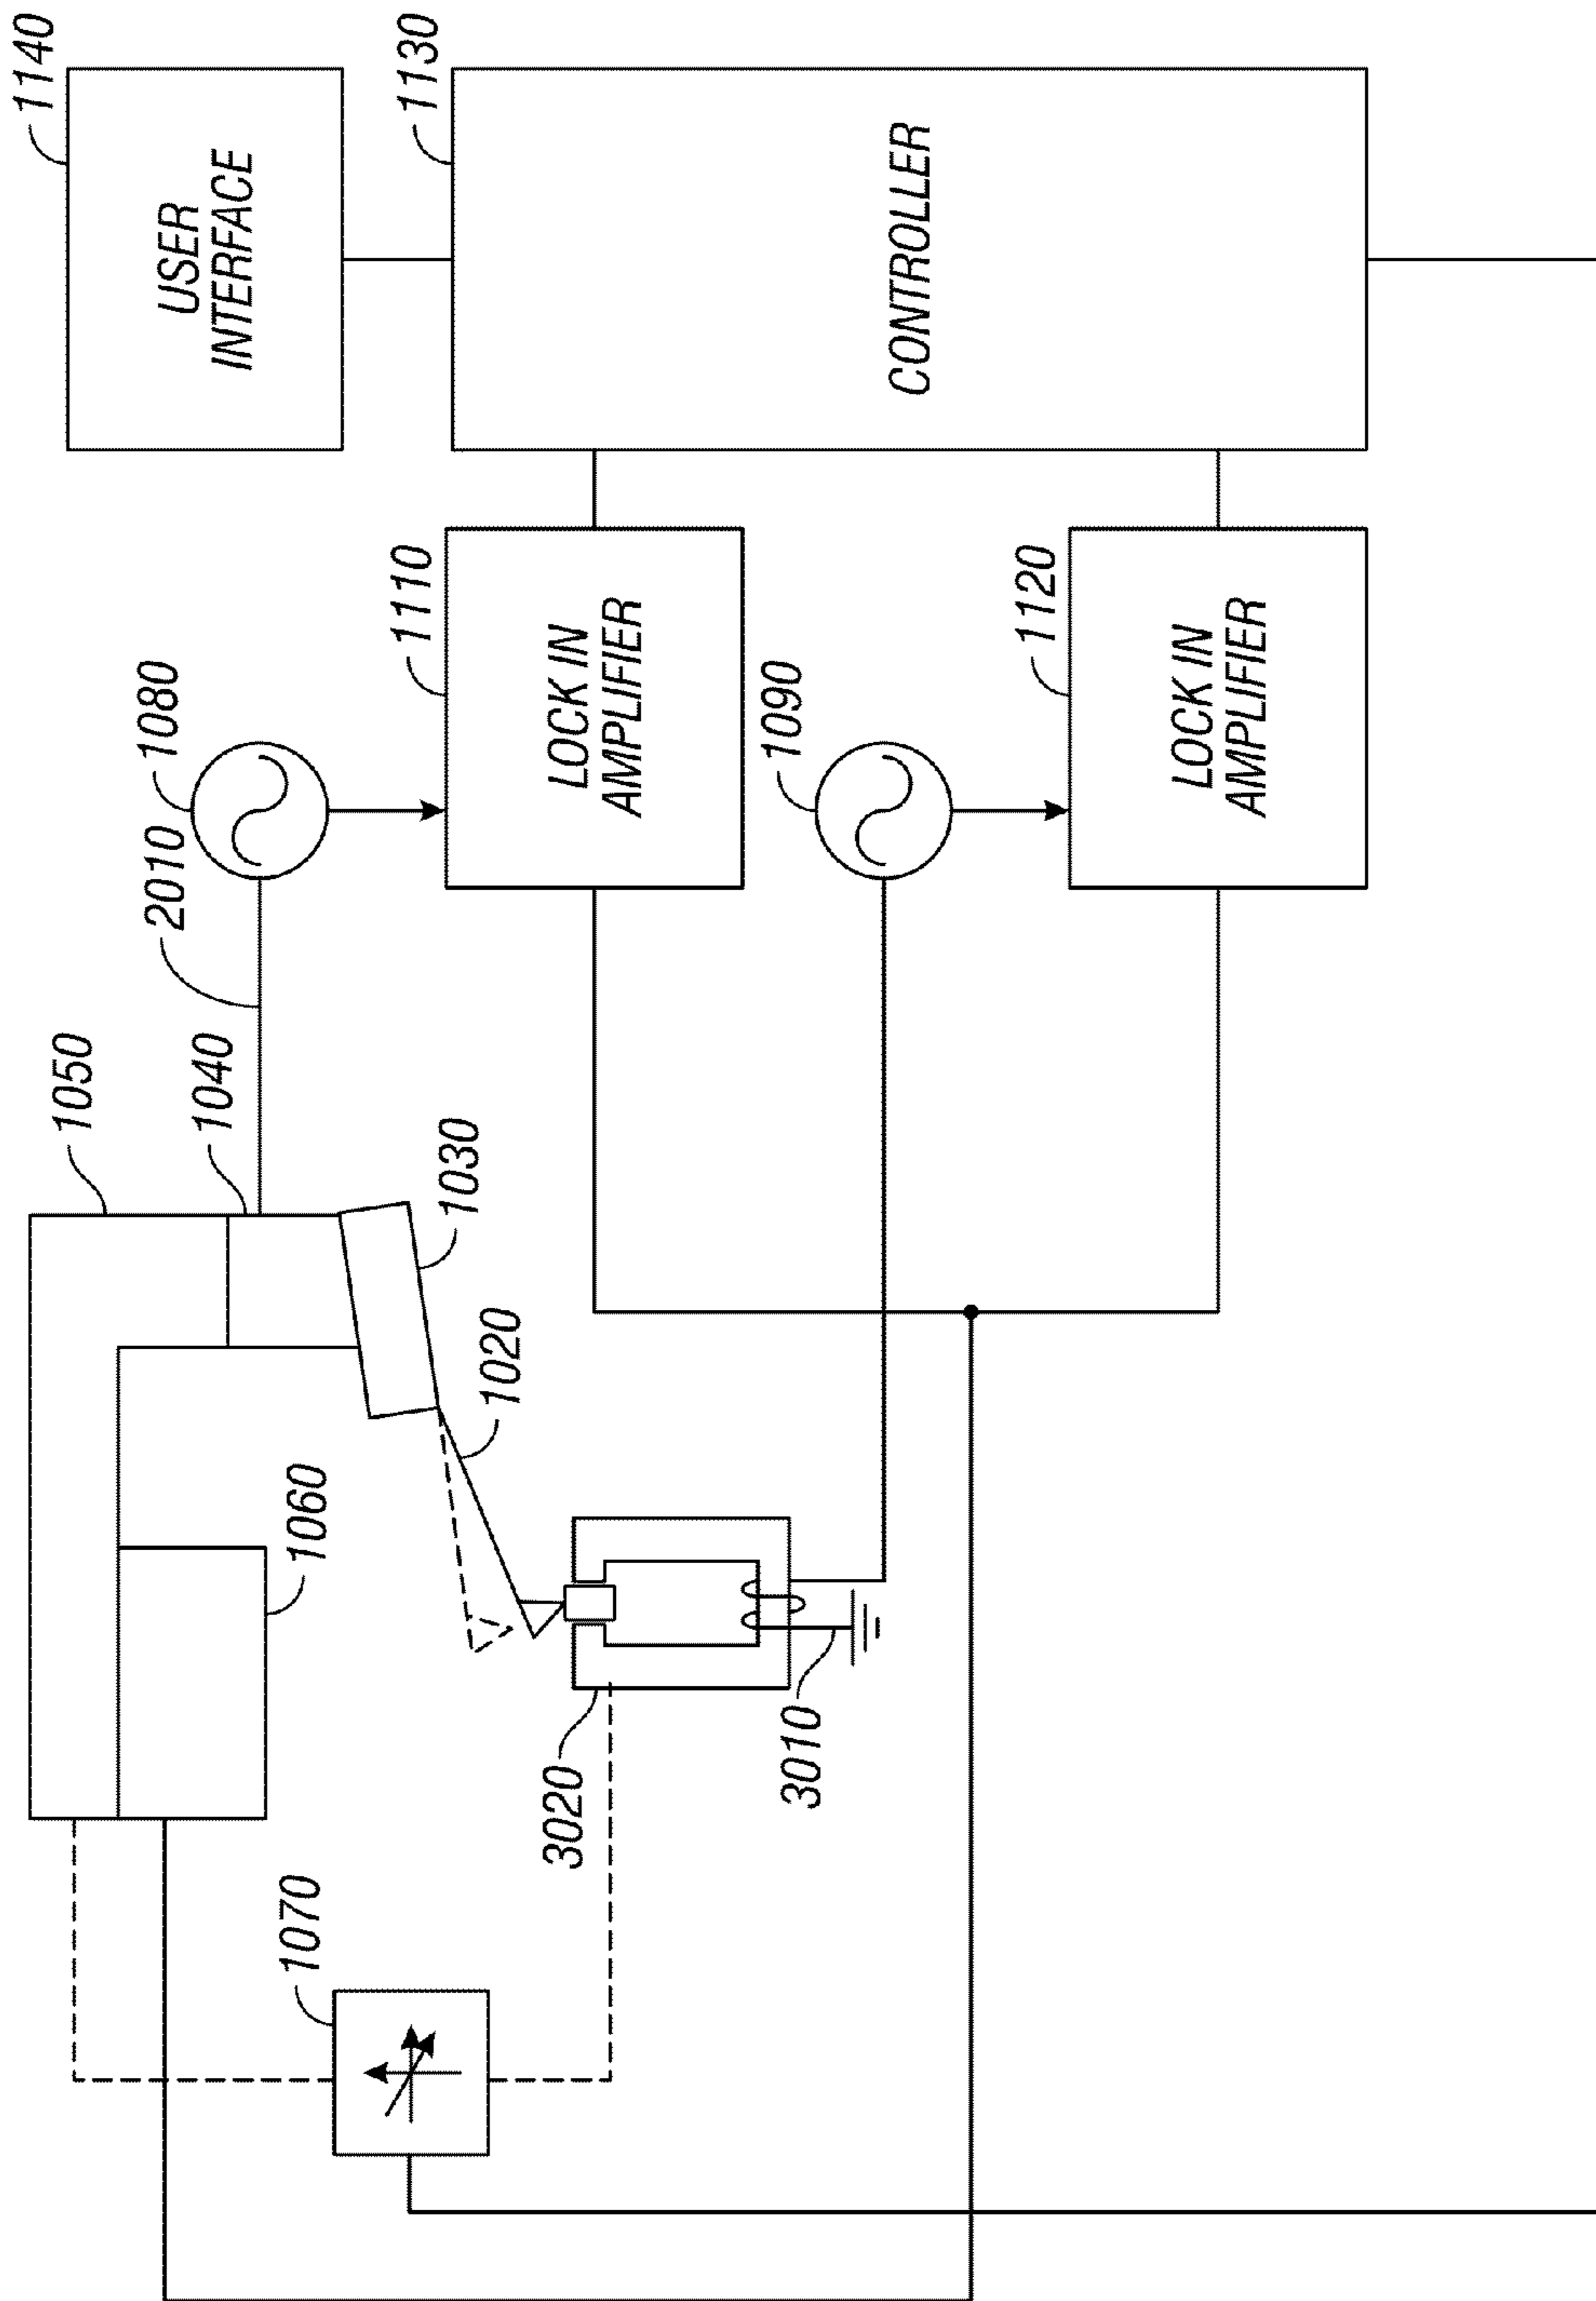 1050
1040
2010
1080
1140
USER
INTERFACE
1060
1030
1020
1070
1110
LOCK IN
AMPLIFIER
1130
CONTROLLER
3020
3010
1090
1120
LOCK IN
AMPLIFIER